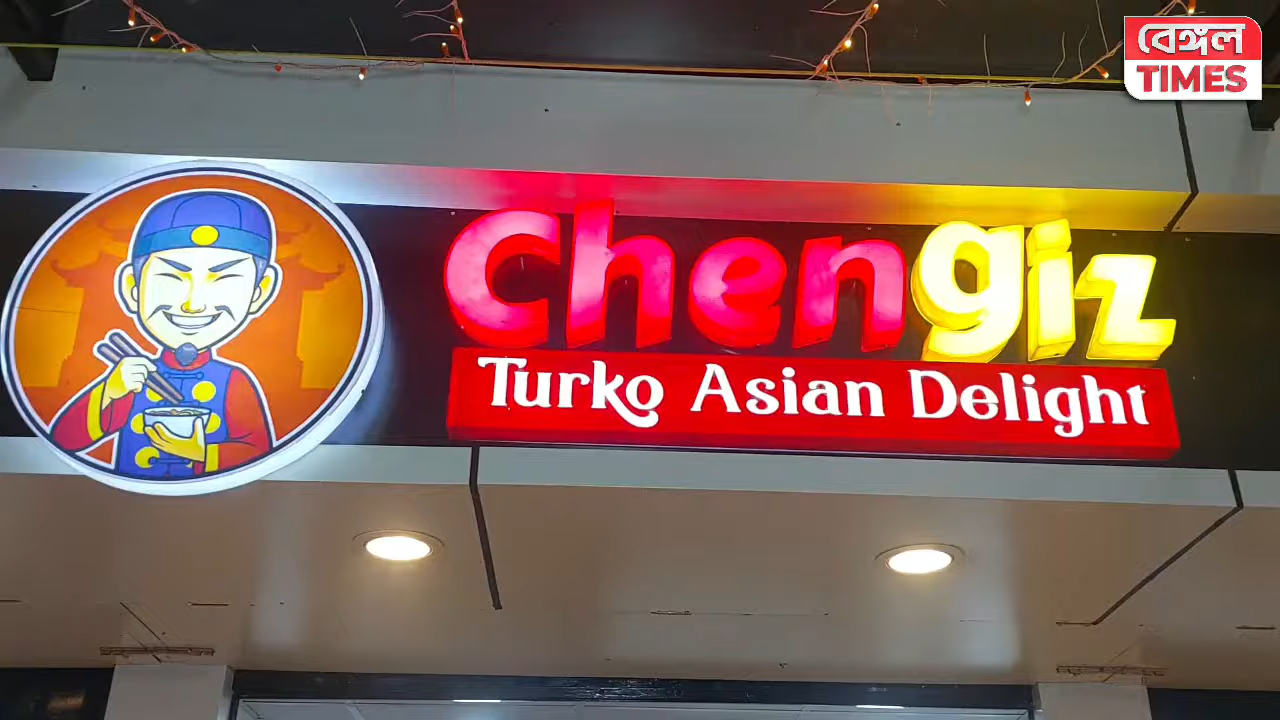 বেঙ্গল
TIMES
Chengiz
Turko Asian Delight